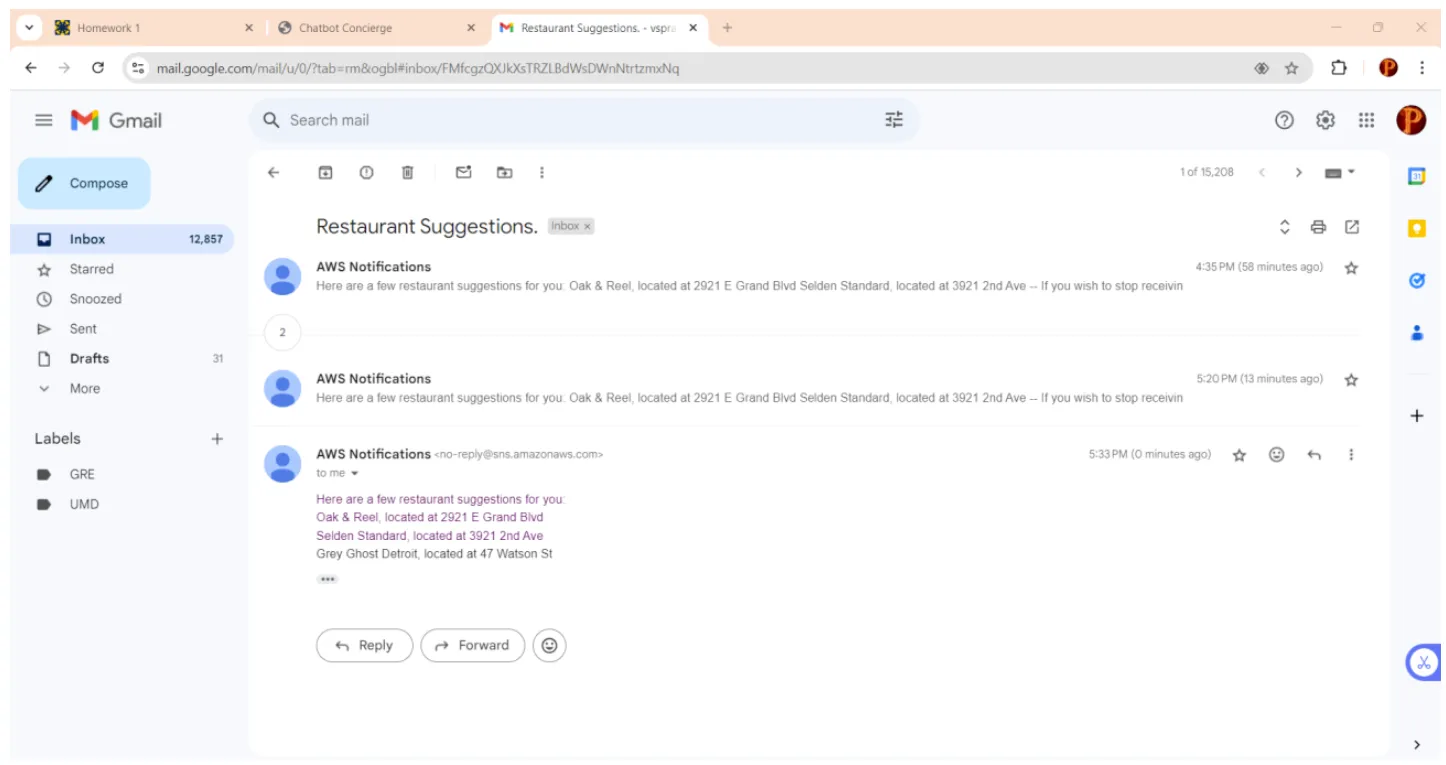 Homework 1
Chatbot Concierge
Restaurant Suggestions. - vspra
mail.google.com/mail/u/0/?tab=rm&ogbl#inbox/FMfcgzQXJkXsTRZLBdWsDWnNtrtzmxNq
P
Gmail
Search mail
P
Compose
1 of 15,208
31
Restaurant Suggestions. Inbox ×
Inbox 12,857
Starred
Snoozed
Sent
Drafts 31
More
Labels
GRE
UMD
AWS Notifications 4:35 PM (58 minutes ago)
Here are a few restaurant suggestions for you: Oak & Reel, located at 2921 E Grand Blvd Selden Standard, located at 3921 2nd Ave -- If you wish to stop receivin
2
AWS Notifications 5:20 PM (13 minutes ago)
Here are a few restaurant suggestions for you: Oak & Reel, located at 2921 E Grand Blvd Selden Standard, located at 3921 2nd Ave -- If you wish to stop receivin
AWS Notifications <no-reply@sns.amazonaws.com> 5:33 PM (0 minutes ago)
to me
Here are a few restaurant suggestions for you:
Oak & Reel, located at 2921 E Grand Blvd
Selden Standard, located at 3921 2nd Ave
Grey Ghost Detroit, located at 47 Watson St
Reply
Forward